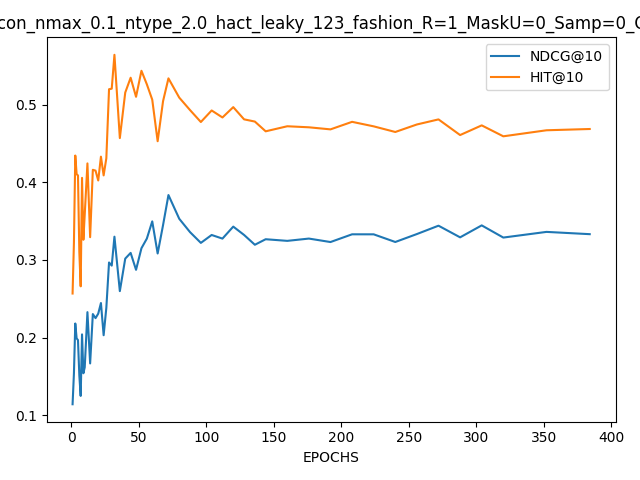 con_nmax_0.1_ntype_2.0_hact_leaky_123_fashion_R=1_MaskU=0_Samp=0_
NDCG@10
HIT@10
0.5
0.4
0.3
0.2
0.1
0 50 100 150 200 250 300 350 400
EPOCHS